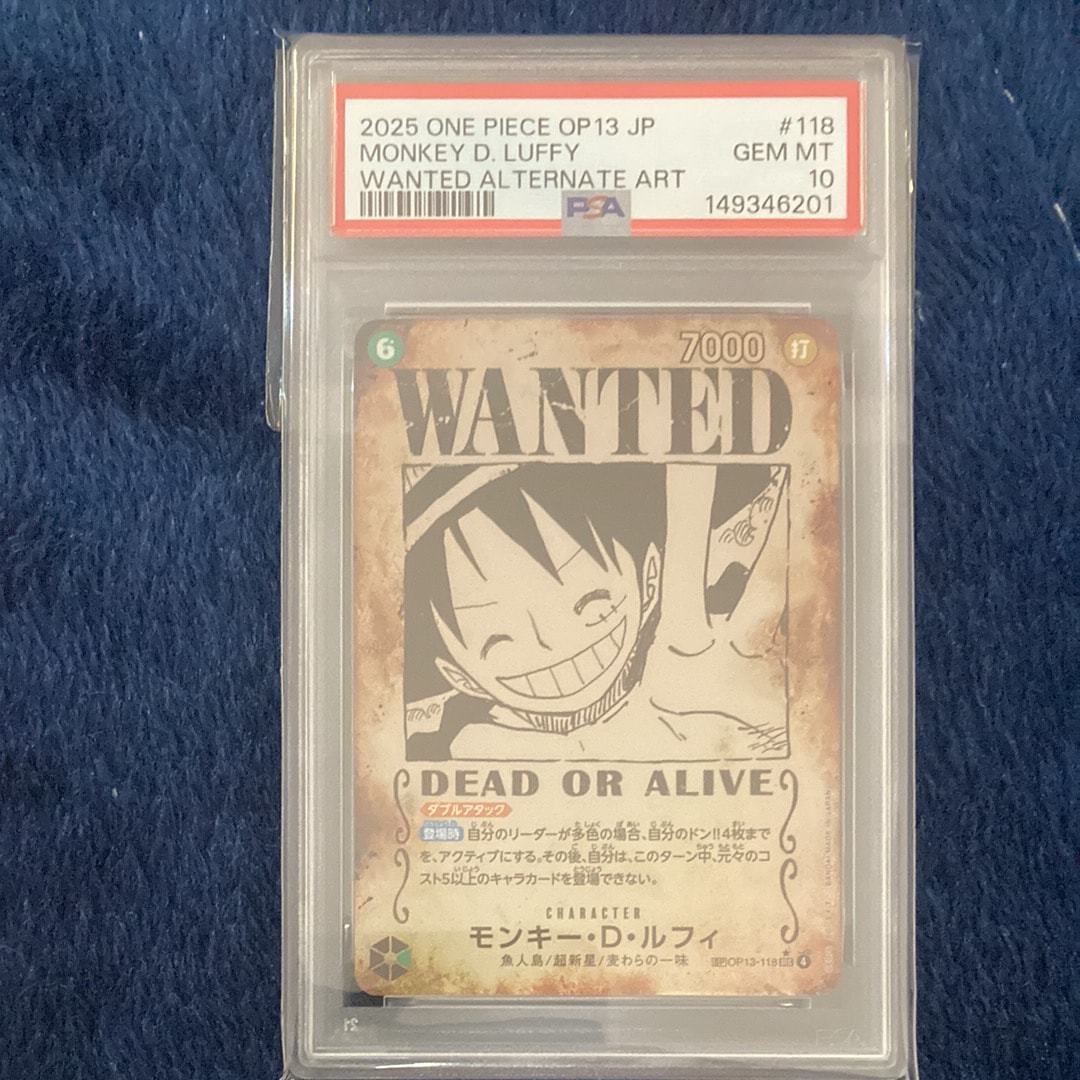 2025 ONE PIECE OP13 JP #118
MONKEY D. LUFFY GEM MT
WANTED ALTERNATE ART 10
PSA 149346201
6 7000 打
WANTED
DEAD OR ALIVE
ダブルアタック
登場時 自分のリーダーが多色の場合、自分のドン!!4枚まで
を、アクティブにする。その後、自分は、このターン中、元々のコ
スト5以上のキャラカードを登場できない。
CHARACTER
モンキー・D・ルフィ
魚人島/超新星/麦わらの一味
OP13-118 4